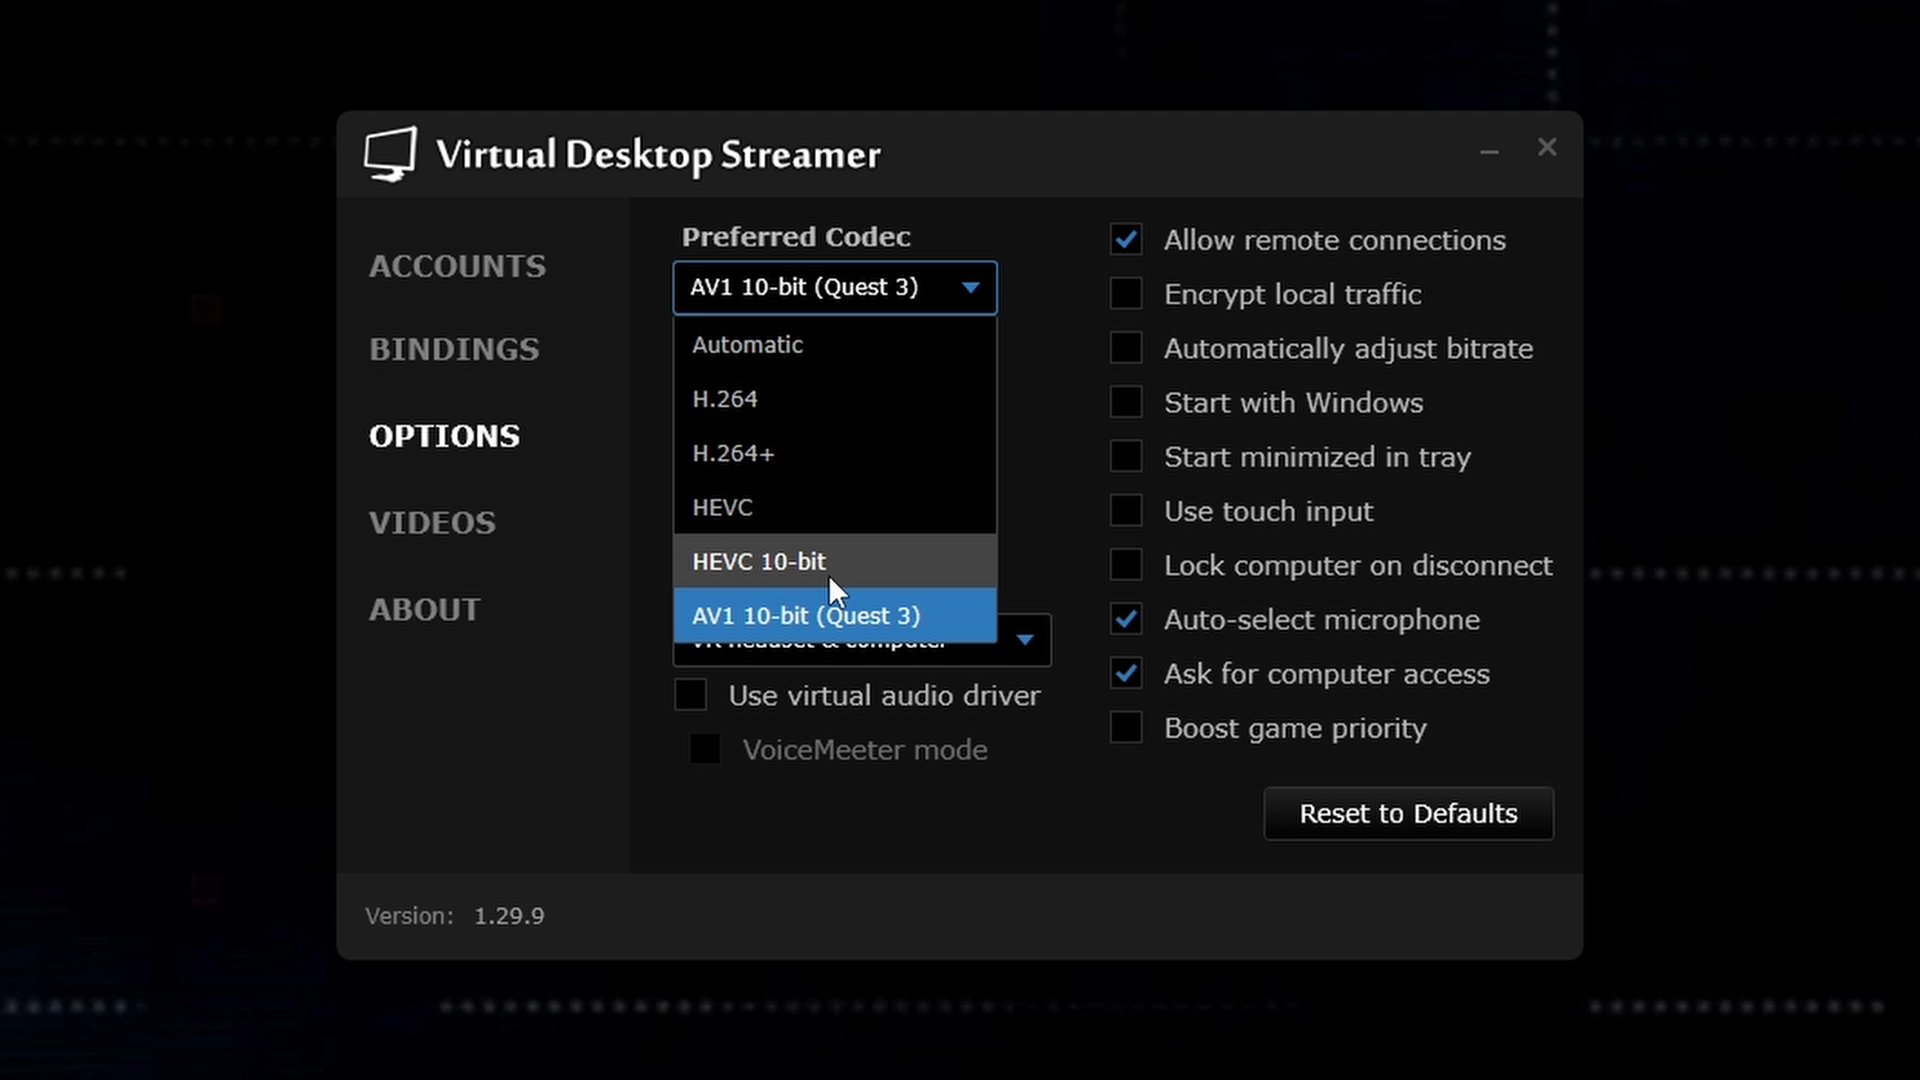 Virtual Desktop Streamer
ACCOUNTS
BINDINGS
OPTIONS
VIDEOS
ABOUT
Preferred Codec
AV1 10-bit (Quest 3)
Automatic
H.264
H.264+
HEVC
HEVC 10-bit
AV1 10-bit (Quest 3)
VR headset & computer
Use virtual audio driver
VoiceMeeter mode
Allow remote connections
Encrypt local traffic
Automatically adjust bitrate
Start with Windows
Start minimized in tray
Use touch input
Lock computer on disconnect
Auto-select microphone
Ask for computer access
Boost game priority
Reset to Defaults
Version: 1.29.9